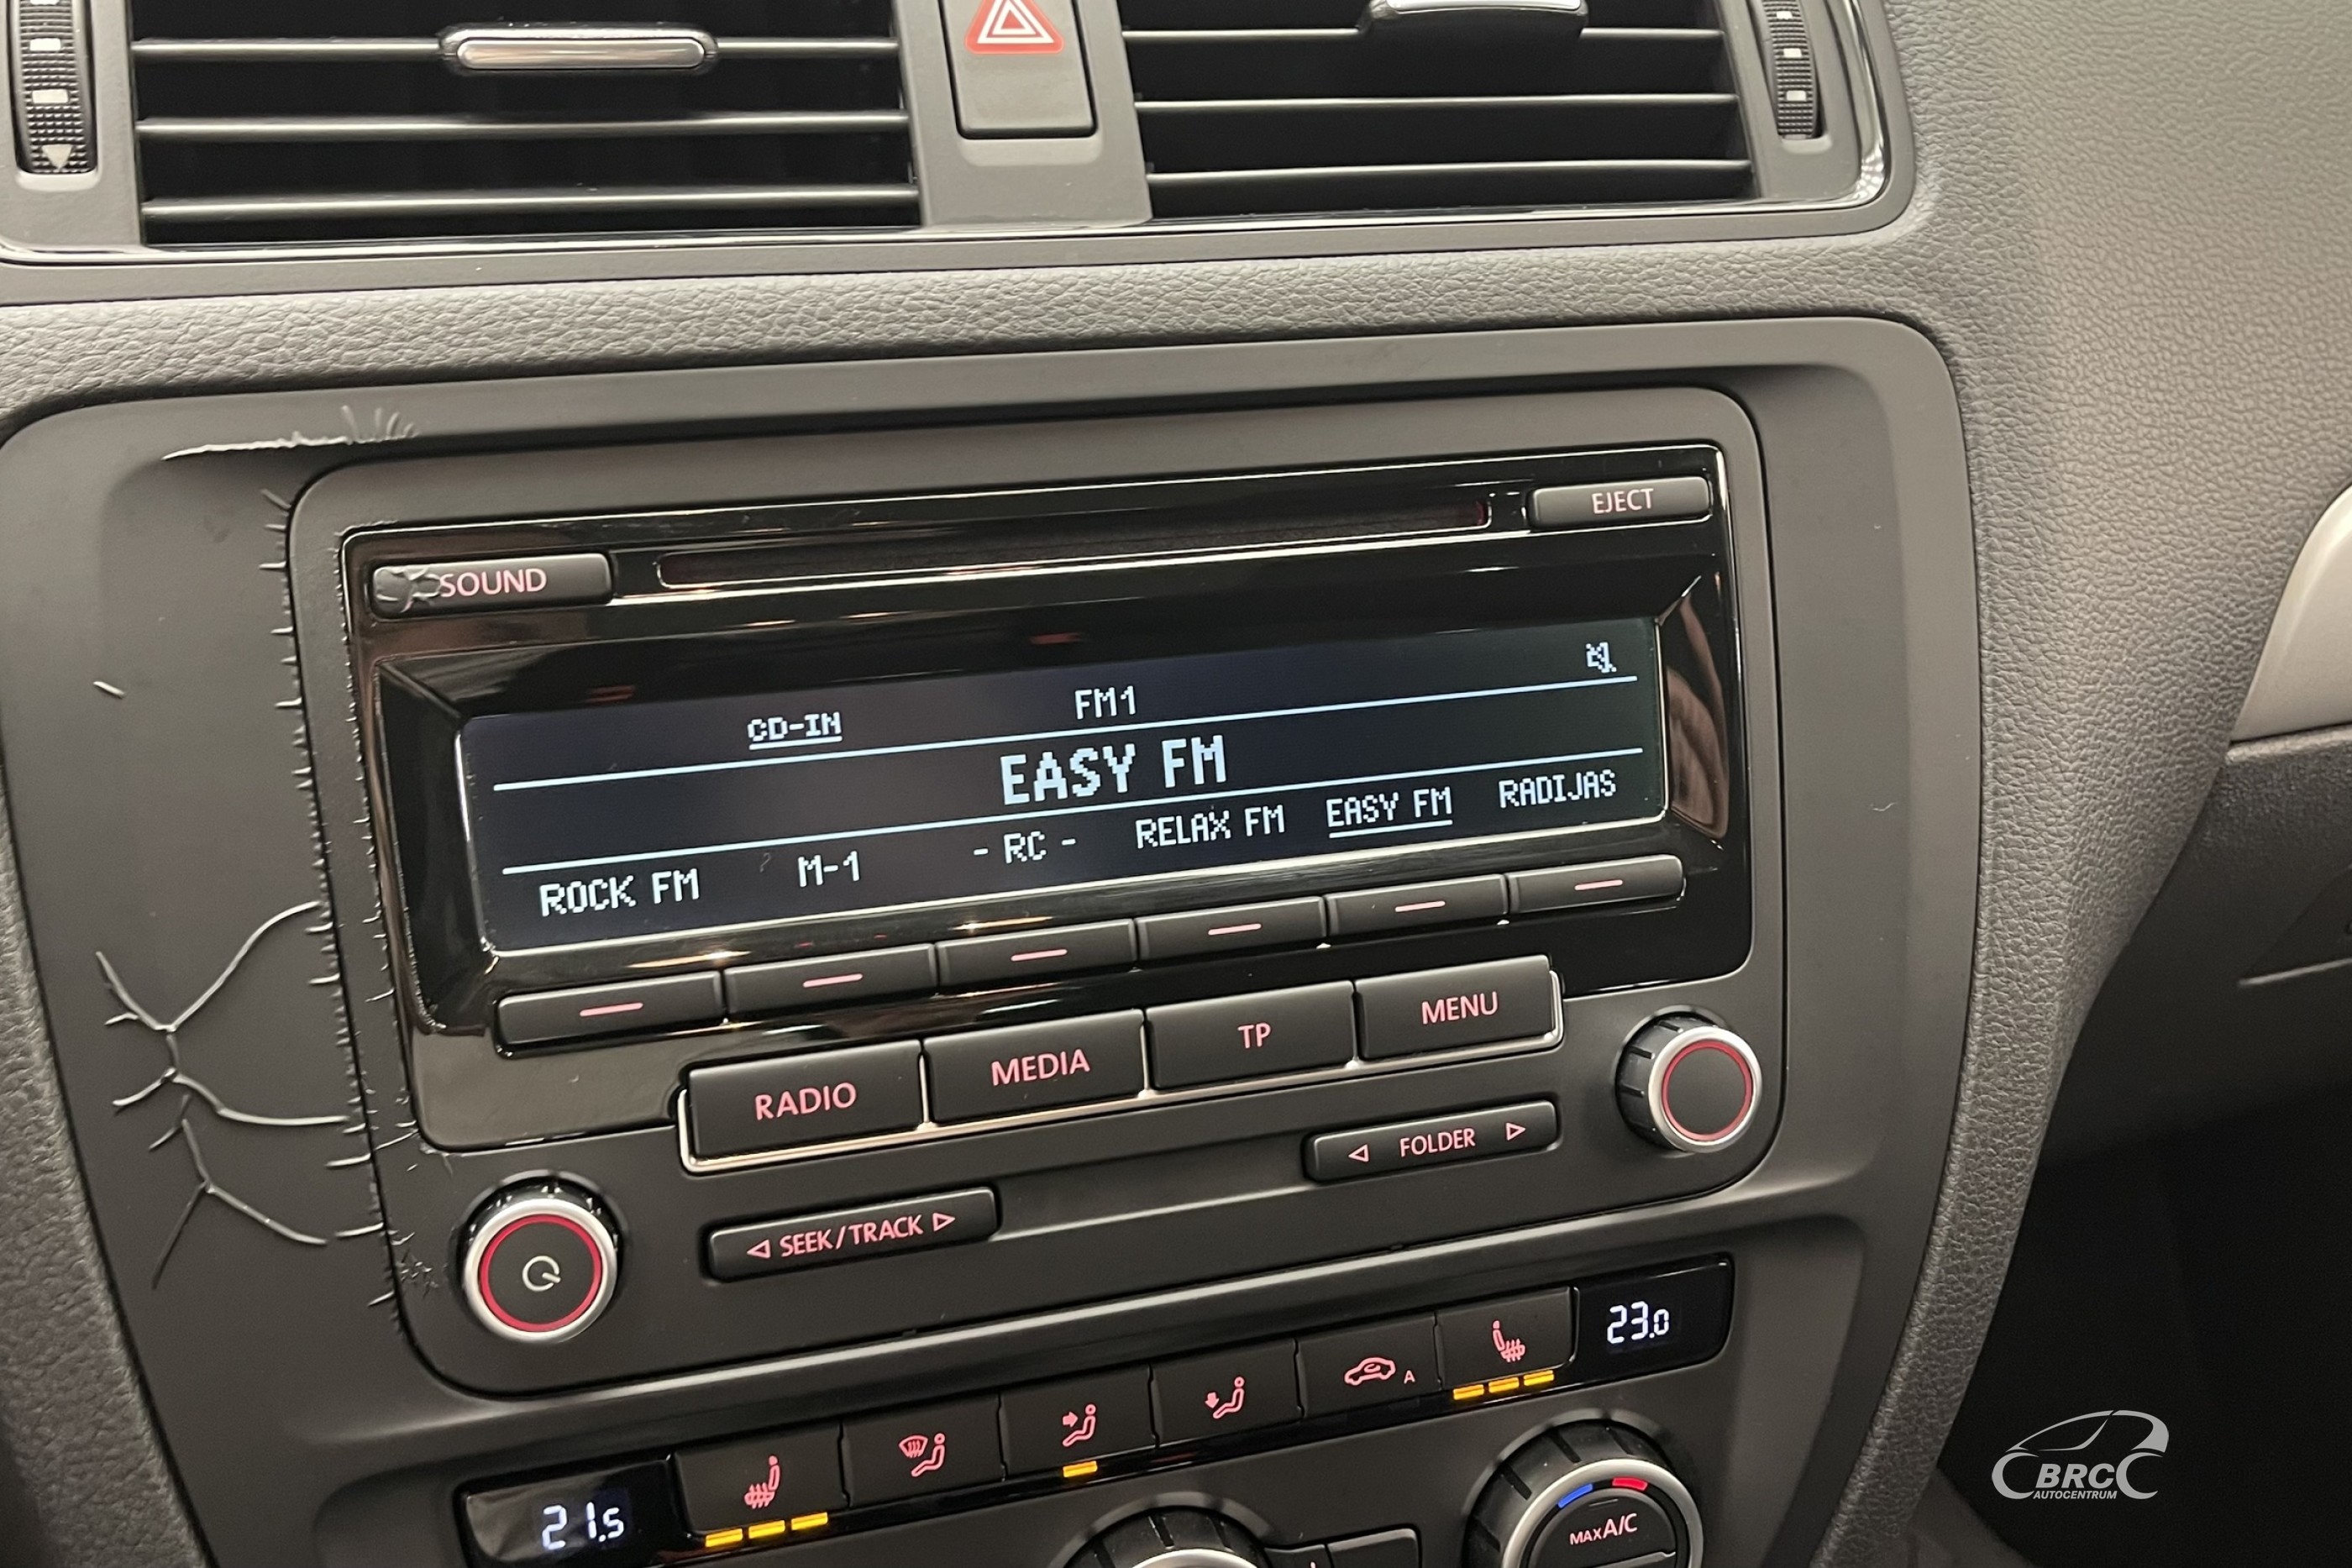 EJECT
SOUND
CD-IN FM1
EASY FM
ROCK FM M-1 - RC - RELAX FM EASY FM RADIJAS
RADIO MEDIA TP MENU
FOLDER
SEEK/TRACK
23.0
A
21.5
MAX A/C
BRC
AUTOCENTRUM